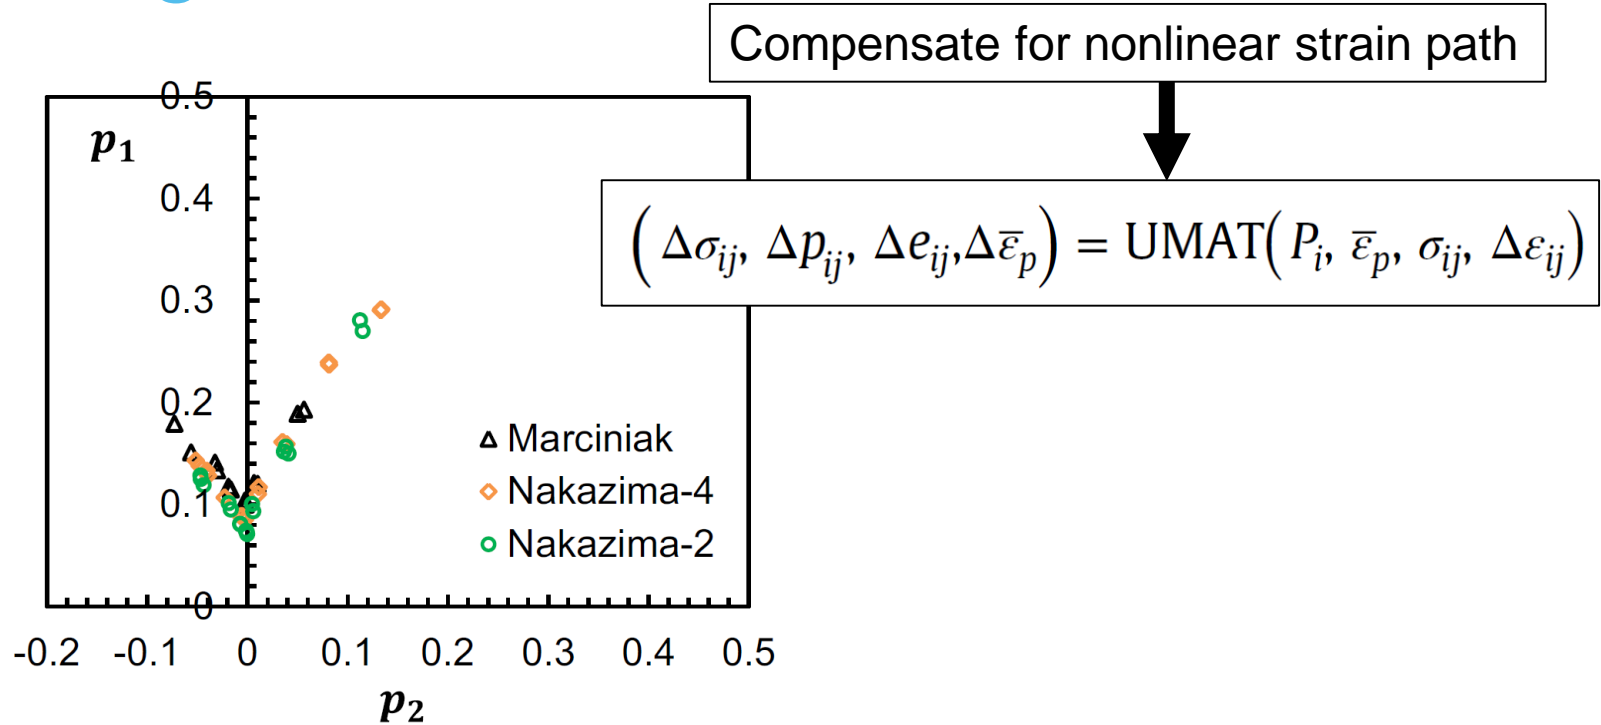 Compensate for nonlinear strain path
(Δσij, Δpij, Δeij,Δε̅p) = UMAT(Pi, ε̅p, σij, Δεij)
p1
0.5
0.4
0.3
0.2
0.1
0
Marciniak
Nakazima-4
Nakazima-2
-0.2 -0.1 0 0.1 0.2 0.3 0.4 0.5
p2